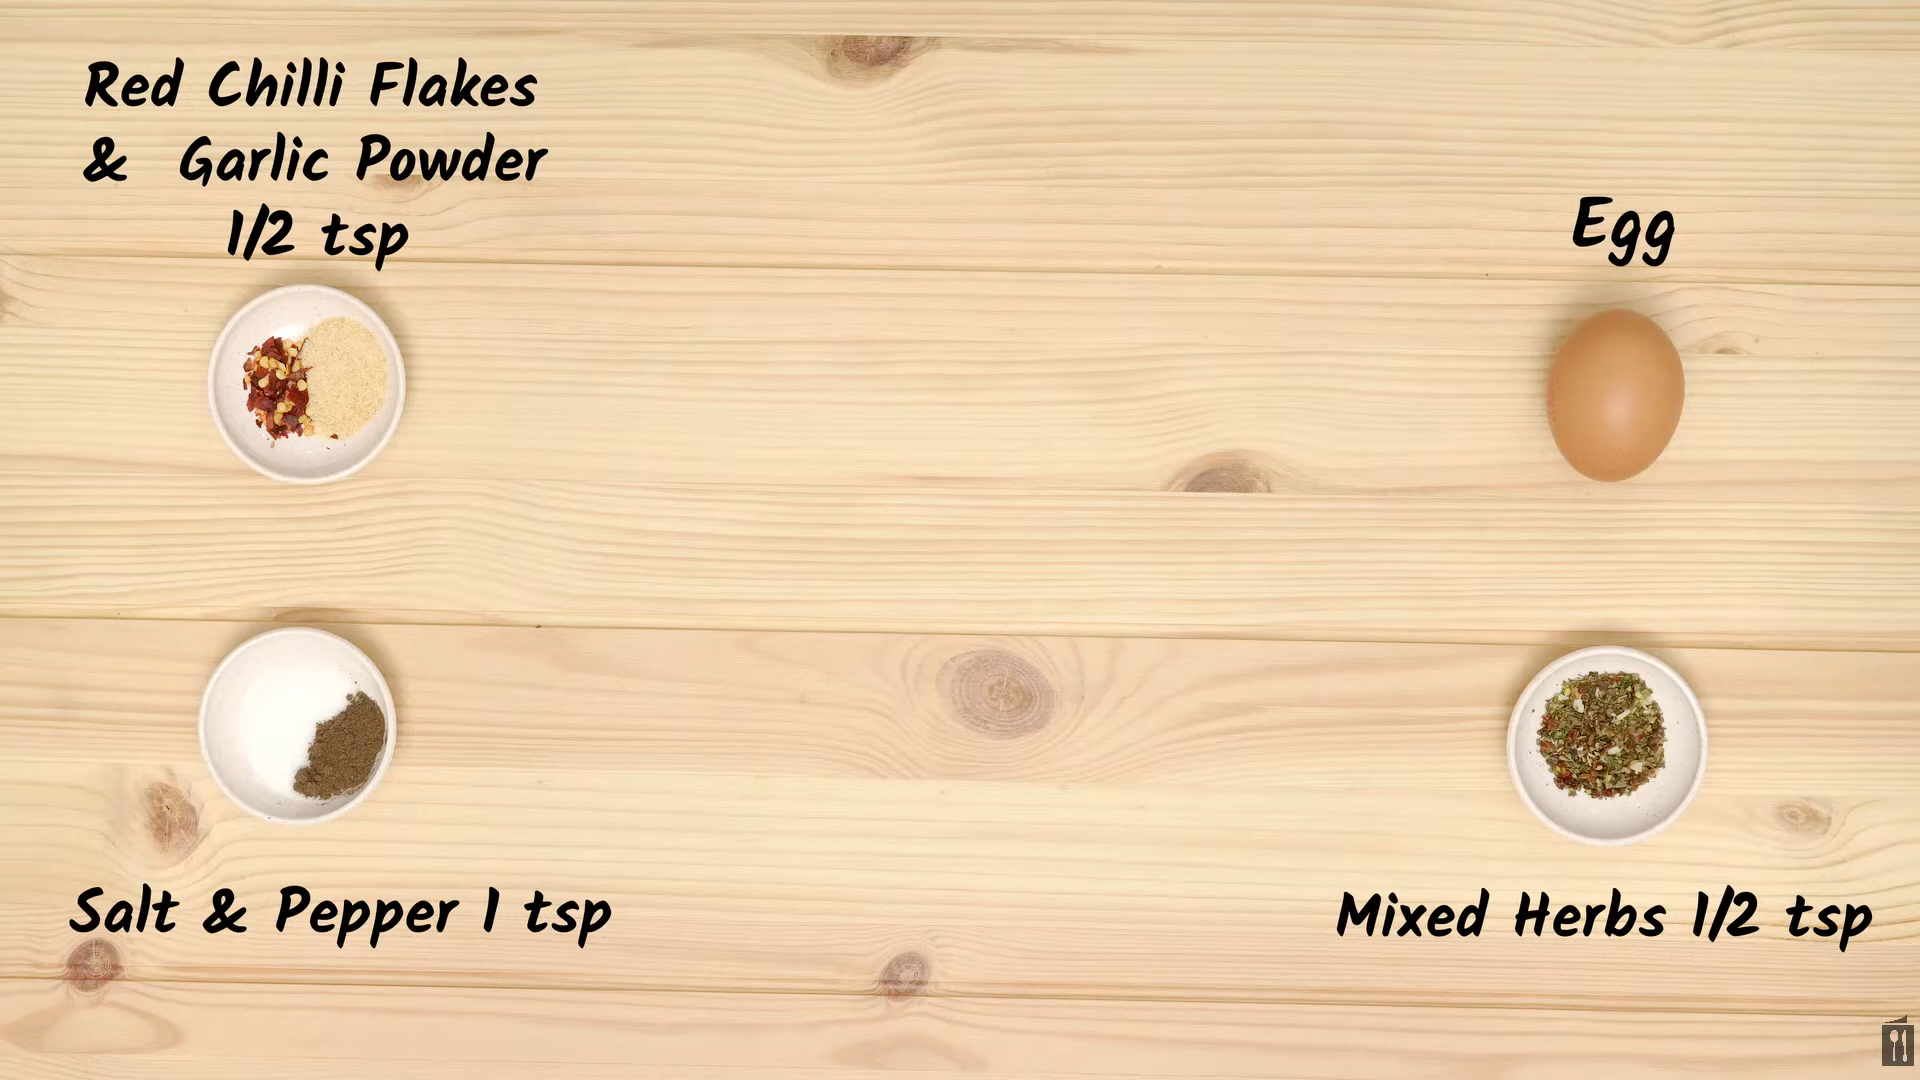 Red Chilli Flakes
& Garlic Powder
1/2 tsp
Egg
Salt & Pepper 1 tsp
Mixed Herbs 1/2 tsp